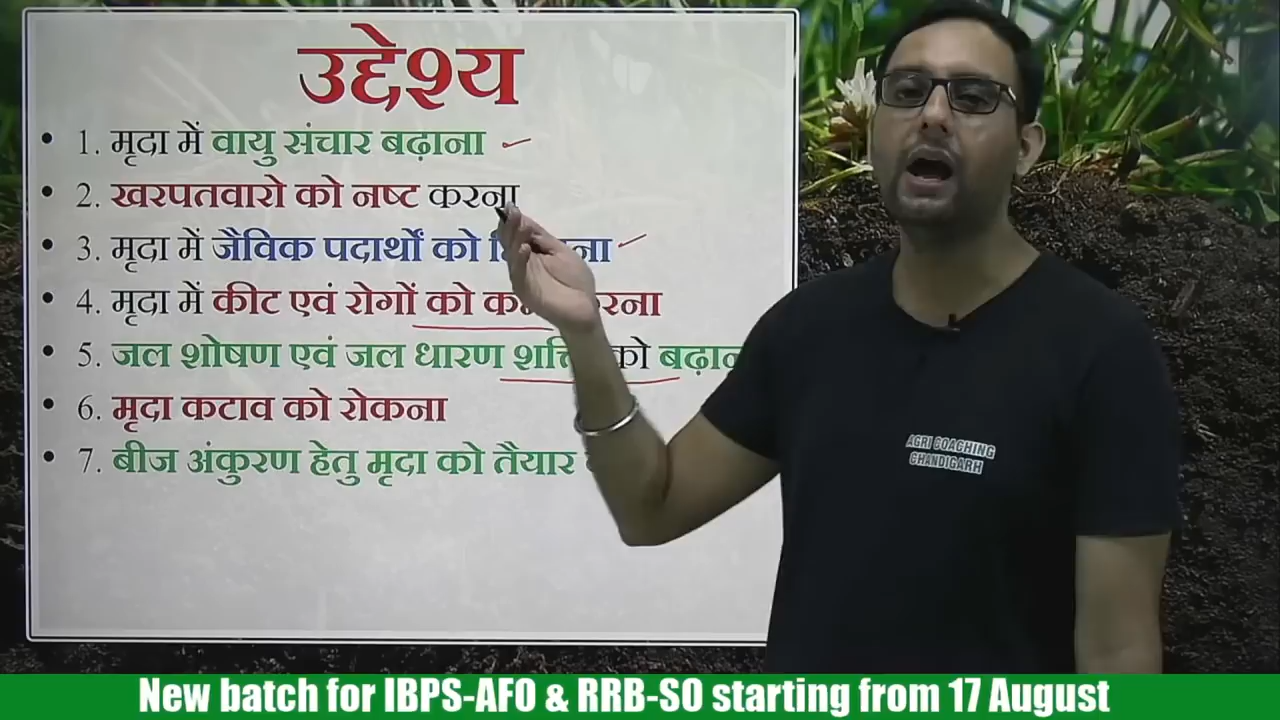 उद्देश्य
• 1. मृदा में वायु संचार बढ़ाना
• 2. खरपतवारो को नष्ट करना
• 3. मृदा में जैविक पदार्थों को
• 4. मृदा में कीट एवं रोगों को
• 5. जल शोषण एवं जल धारण को
• 6. मृदा कटाव को रोकना
• 7. बीज अंकुरण हेतु मृदा को तैयार
AGRI COACHING
CHANDIGARH
New batch for IBPS-AFO & RRB-SO starting from 17 August